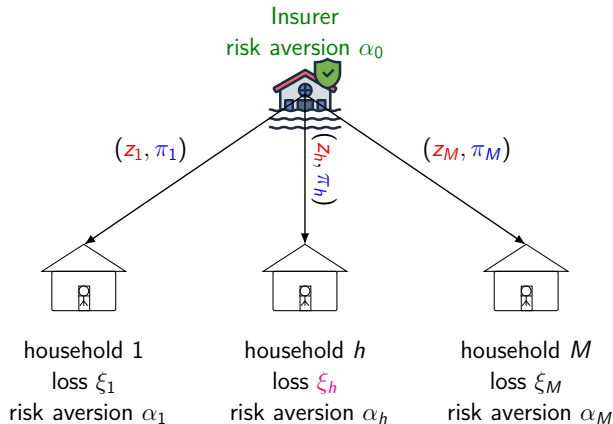 Insurer
risk aversion α₀
(z₁, π₁)
(z_h, π_h)
(z_M, π_M)
household 1
household h
household M
loss ξ₁
loss ξ_h
loss ξ_M
risk aversion α₁
risk aversion α_h
risk aversion α_M